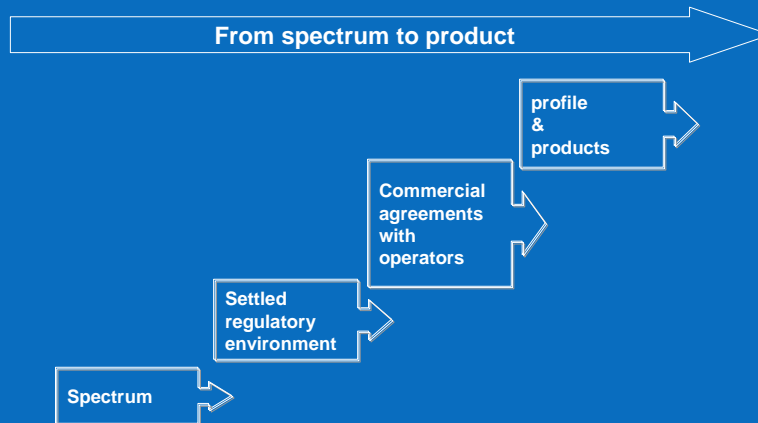 From spectrum to product
profile
&
products
Commercial
agreements
with
operators
Settled
regulatory
environment
Spectrum